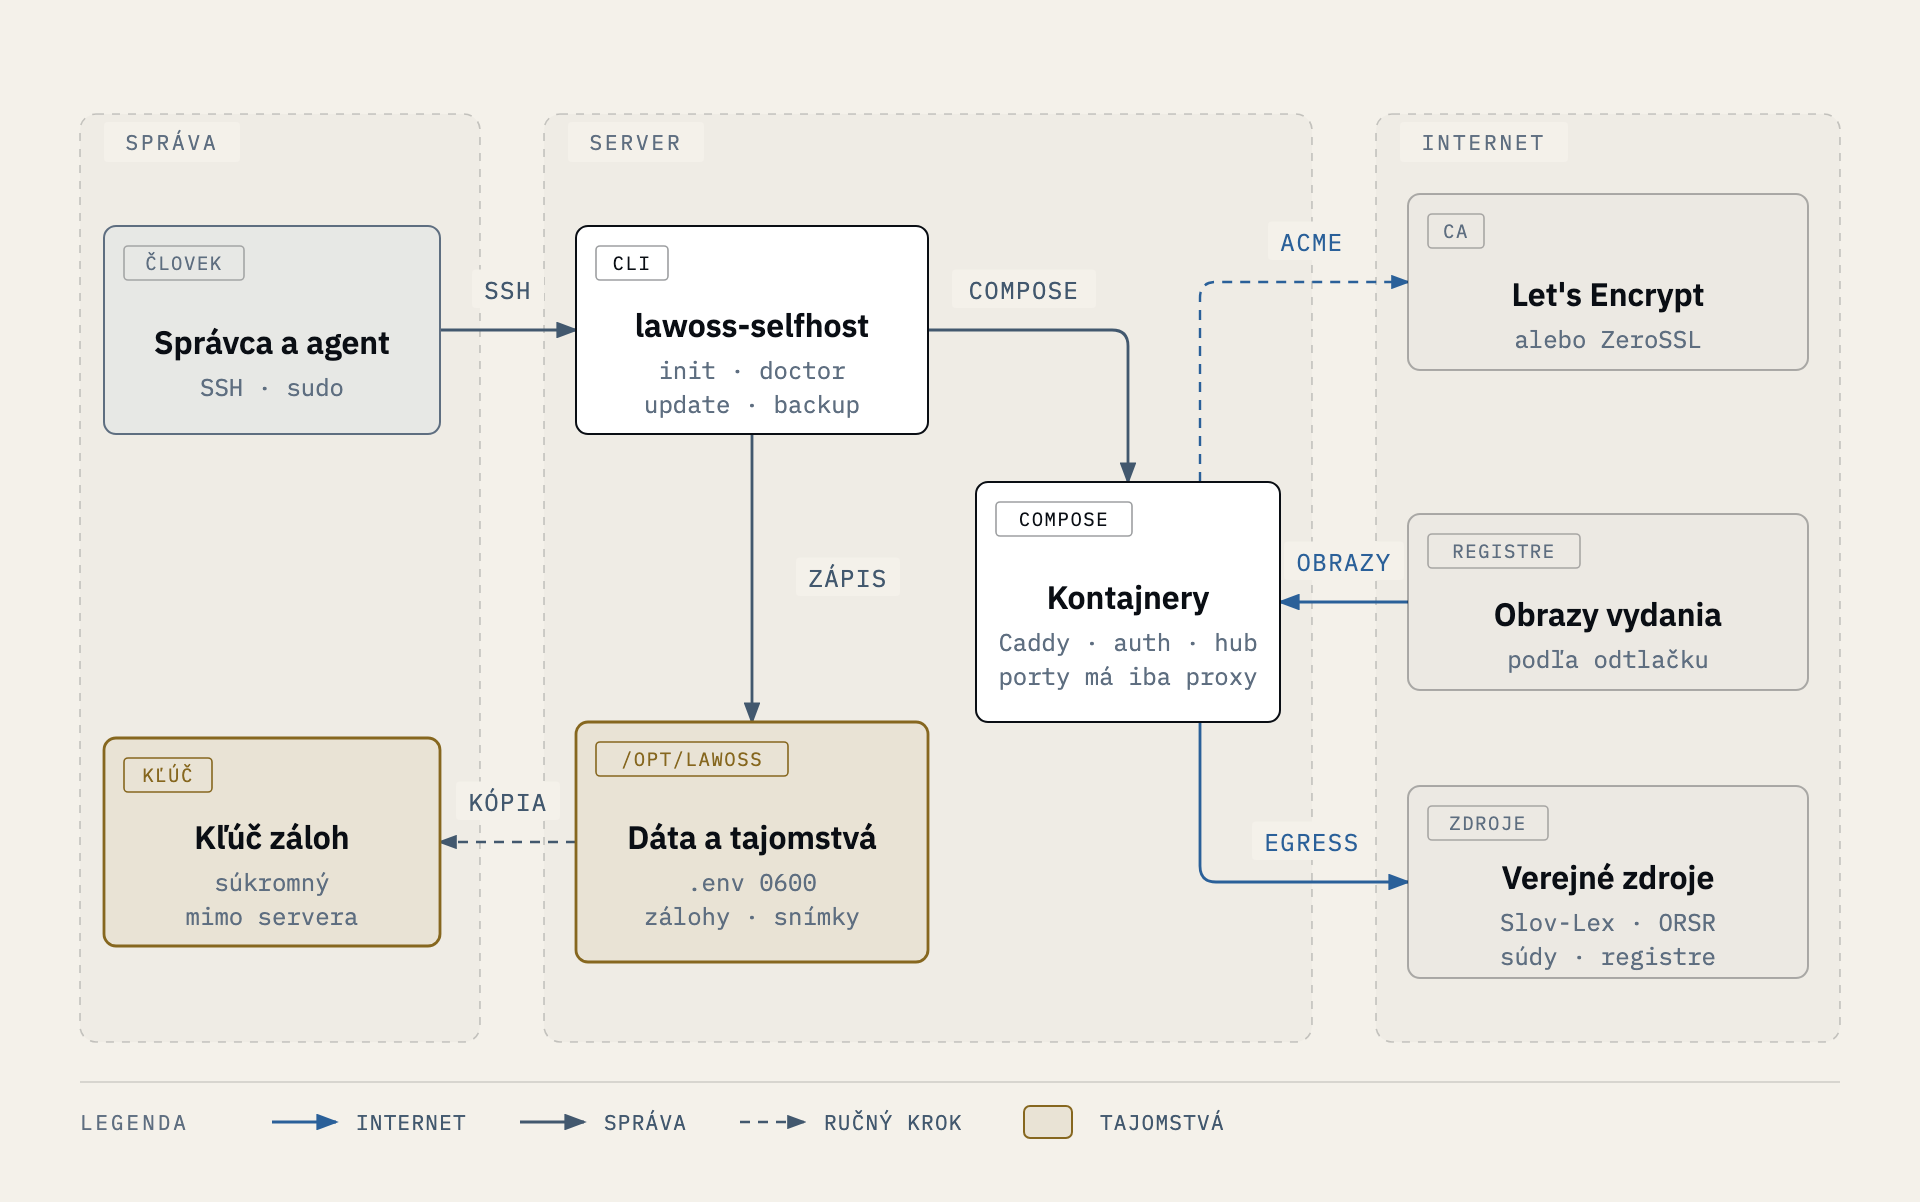 SPRÁVA
ČLOVEK
Správca a agent
SSH · sudo
SSH
SERVER
CLI
lawoss-selfhost
init · doctor
update · backup
COMPOSE
ACME
INTERNET
CA
Let's Encrypt
alebo ZeroSSL
ZÁPIS
COMPOSE
Kontajnery
Caddy · auth · hub
porty má iba proxy
OBRAZY
REGISTRE
Obrazy vydania
podľa odtlačku
KĽÚČ
Kľúč záloh
súkromný
mimo servera
KÓPIA
/OPT/LAWOSS
Dáta a tajomstvá
.env 0600
zálohy · snímky
EGRESS
ZDROJE
Verejné zdroje
Slov-Lex · ORSR
súdy · registre
LEGENDA
INTERNET
SPRÁVA
RUČNÝ KROK
TAJOMSTVÁ